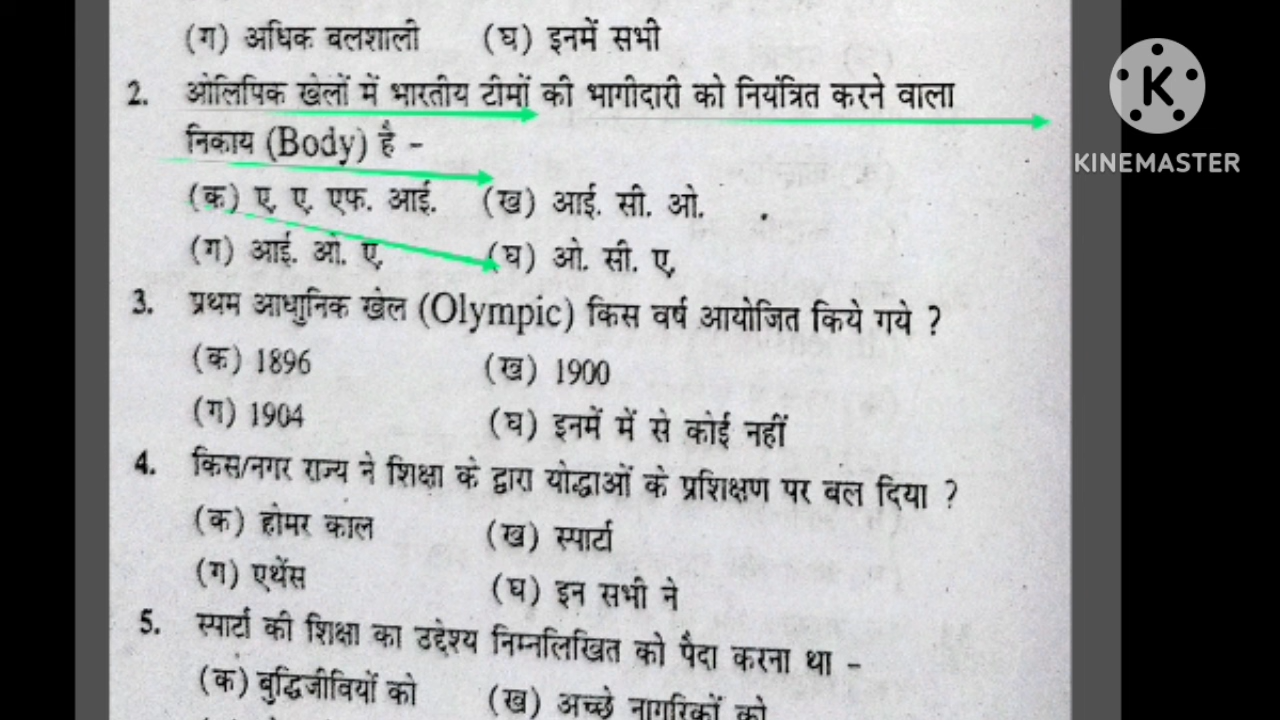 (ग) अधिक बलशाली (घ) इनमें सभी
2. ओलिंपिक खेलों में भारतीय टीमों की भागीदारी को नियंत्रित करने वाला
निकाय (Body) है -
(क) ए. ए. एफ. आई. (ख) आई. सी. ओ.
(ग) आई. ओ. ए. (घ) ओ. सी. ए.
3. प्रथम आधुनिक खेल (Olympic) किस वर्ष आयोजित किये गये ?
(क) 1896 (ख) 1900
(ग) 1904 (घ) इनमें में से कोई नहीं
4. किस/नगर राज्य ने शिक्षा के द्वारा योद्धाओं के प्रशिक्षण पर बल दिया ?
(क) होमर काल (ख) स्पार्टा
(ग) एथेंस (घ) इन सभी ने
5. स्पार्टा की शिक्षा का उद्देश्य निम्नलिखित को पैदा करना था -
(क) बुद्धिजीवियों को (ख) अच्छे नागरिकों को
K
KINEMASTER